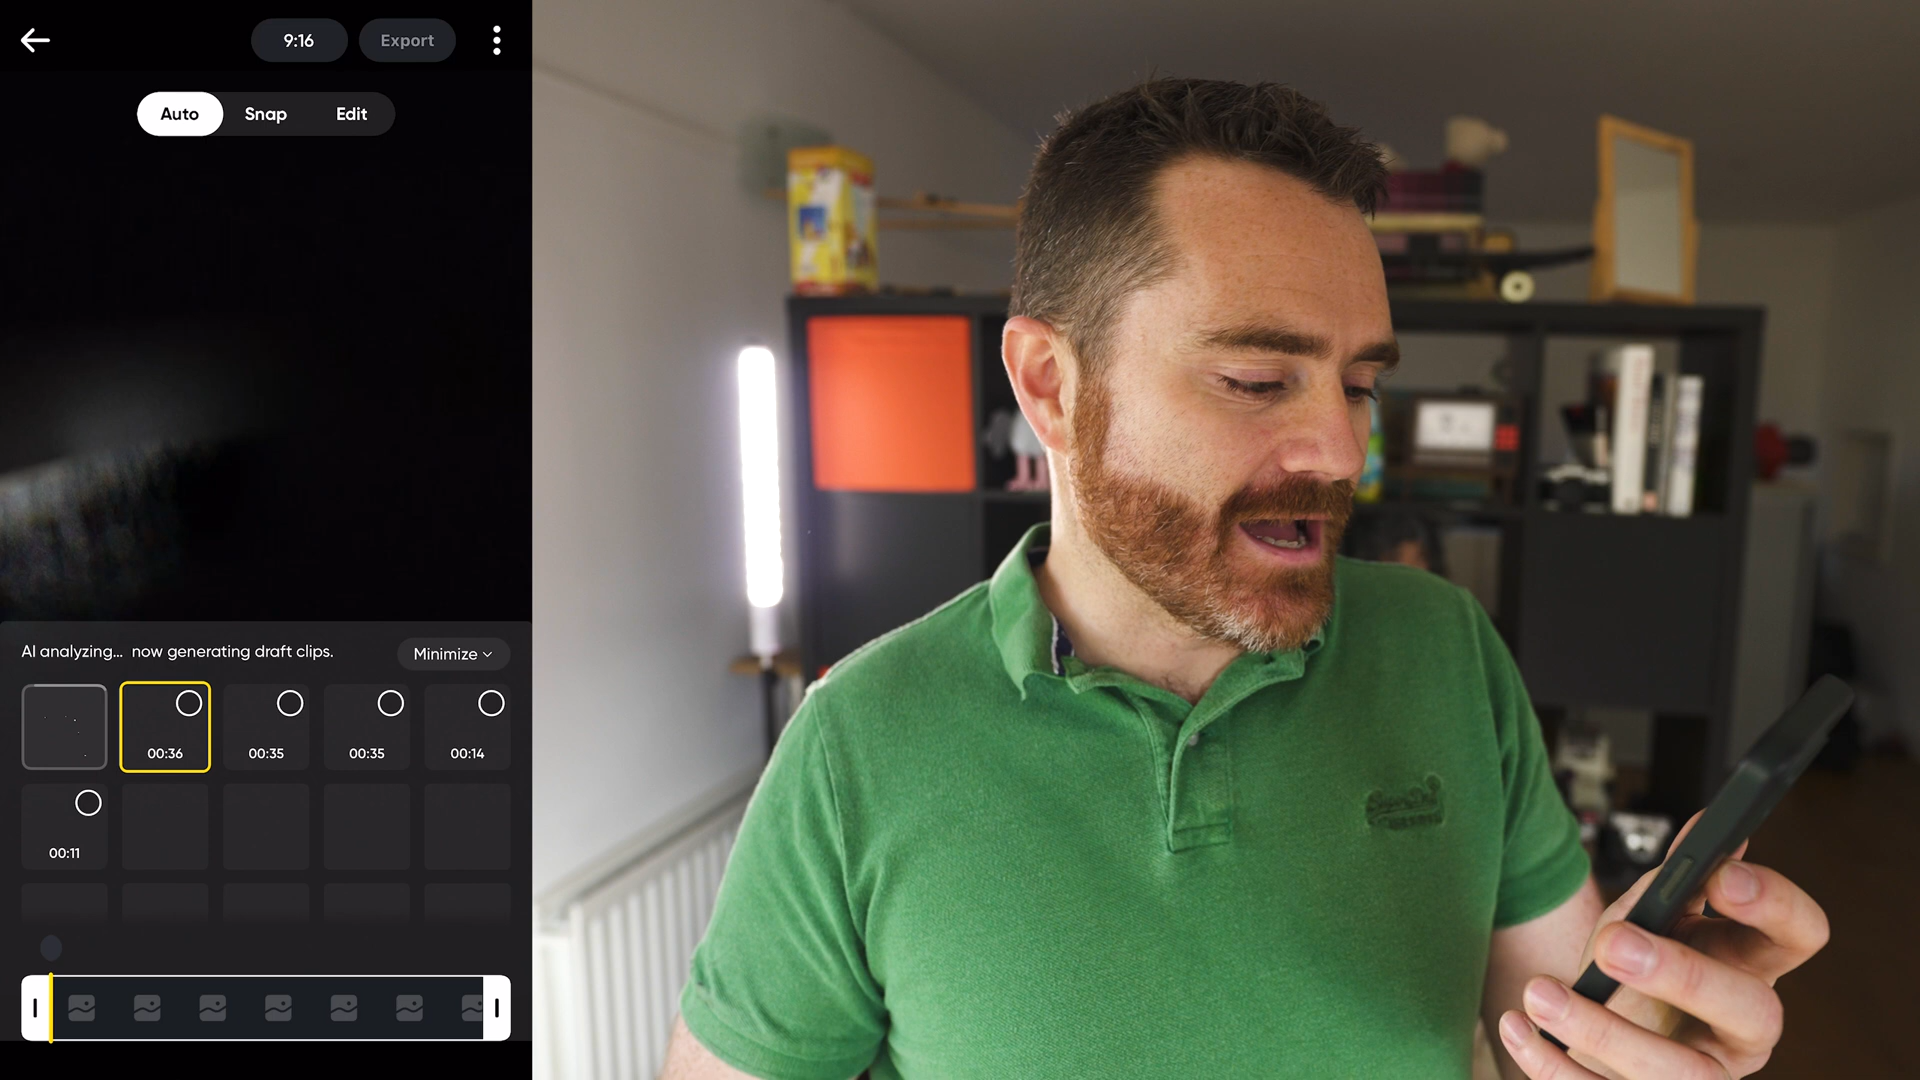 9:16 Export
Auto Snap Edit
AI analyzing... now generating draft clips.
Minimize
00:36 00:35 00:35 00:14
00:11